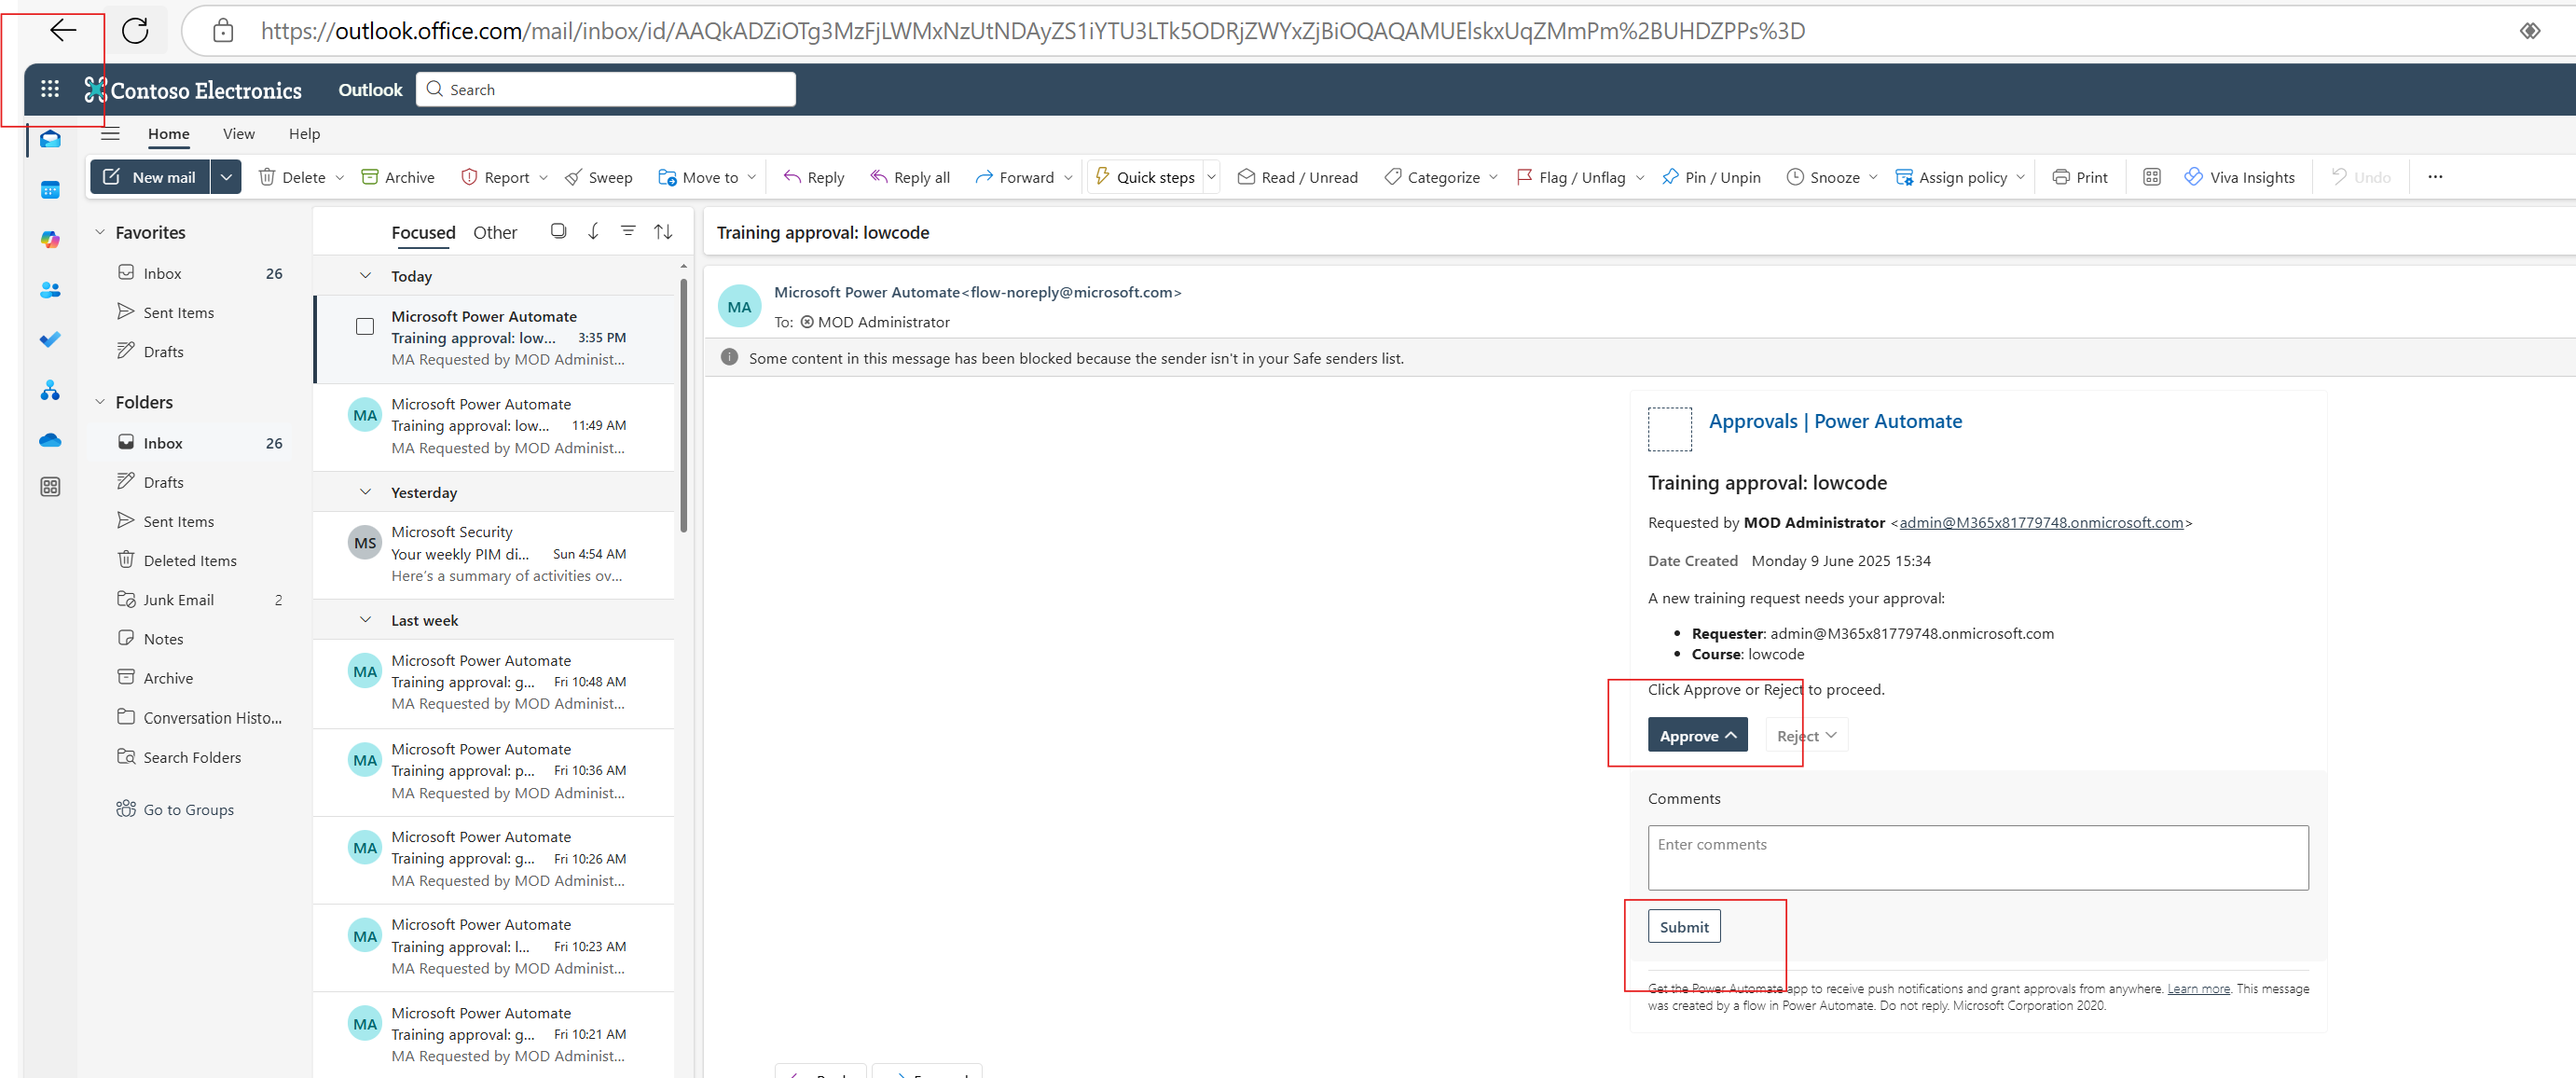 https://outlook.office.com/mail/inbox/id/AAQkADZiOTg3MzFjLWMxNzUtNDAyZS1iYTU3LTk5ODRjZWYxZjBiOQAQAMUElskxUqZMmPm%2BUHDZPPs%3D
Contoso Electronics
Outlook
Search
Home
View
Help
New mail
Delete
Archive
Report
Sweep
Move to
Reply
Reply all
Forward
Quick steps
Read / Unread
Categorize
Flag / Unflag
Pin / Unpin
Snooze
Assign policy
Print
Viva Insights
Undo
Favorites
Inbox 26
Sent Items
Drafts
Folders
Inbox 26
Drafts
Sent Items
Deleted Items
Junk Email 2
Notes
Archive
Conversation Histo...
Search Folders
Go to Groups
Focused
Other
Today
Microsoft Power Automate
Training approval: low... 3:35 PM
MA Requested by MOD Administ...
MA
Microsoft Power Automate
Training approval: low... 11:49 AM
MA Requested by MOD Administ...
Yesterday
MS
Microsoft Security
Your weekly PIM di... Sun 4:54 AM
Here's a summary of activities ov...
Last week
MA
Microsoft Power Automate
Training approval: g... Fri 10:48 AM
MA Requested by MOD Administ...
MA
Microsoft Power Automate
Training approval: p... Fri 10:36 AM
MA Requested by MOD Administ...
MA
Microsoft Power Automate
Training approval: g... Fri 10:26 AM
MA Requested by MOD Administ...
MA
Microsoft Power Automate
Training approval: l... Fri 10:23 AM
MA Requested by MOD Administ...
MA
Microsoft Power Automate
Training approval: g... Fri 10:21 AM
MA Requested by MOD Administ...
Training approval: lowcode
MA
Microsoft Power Automate<flow-noreply@microsoft.com>
To: MOD Administrator
Some content in this message has been blocked because the sender isn't in your Safe senders list.
Approvals | Power Automate
Training approval: lowcode
Requested by MOD Administrator <admin@M365x81779748.onmicrosoft.com>
Date Created Monday 9 June 2025 15:34
A new training request needs your approval:
• Requester: admin@M365x81779748.onmicrosoft.com
• Course: lowcode
Click Approve or Reject to proceed.
Approve
Reject
Comments
Enter comments
Submit
Get the Power Automate app to receive push notifications and grant approvals from anywhere. Learn more. This message
was created by a flow in Power Automate. Do not reply. Microsoft Corporation 2020.